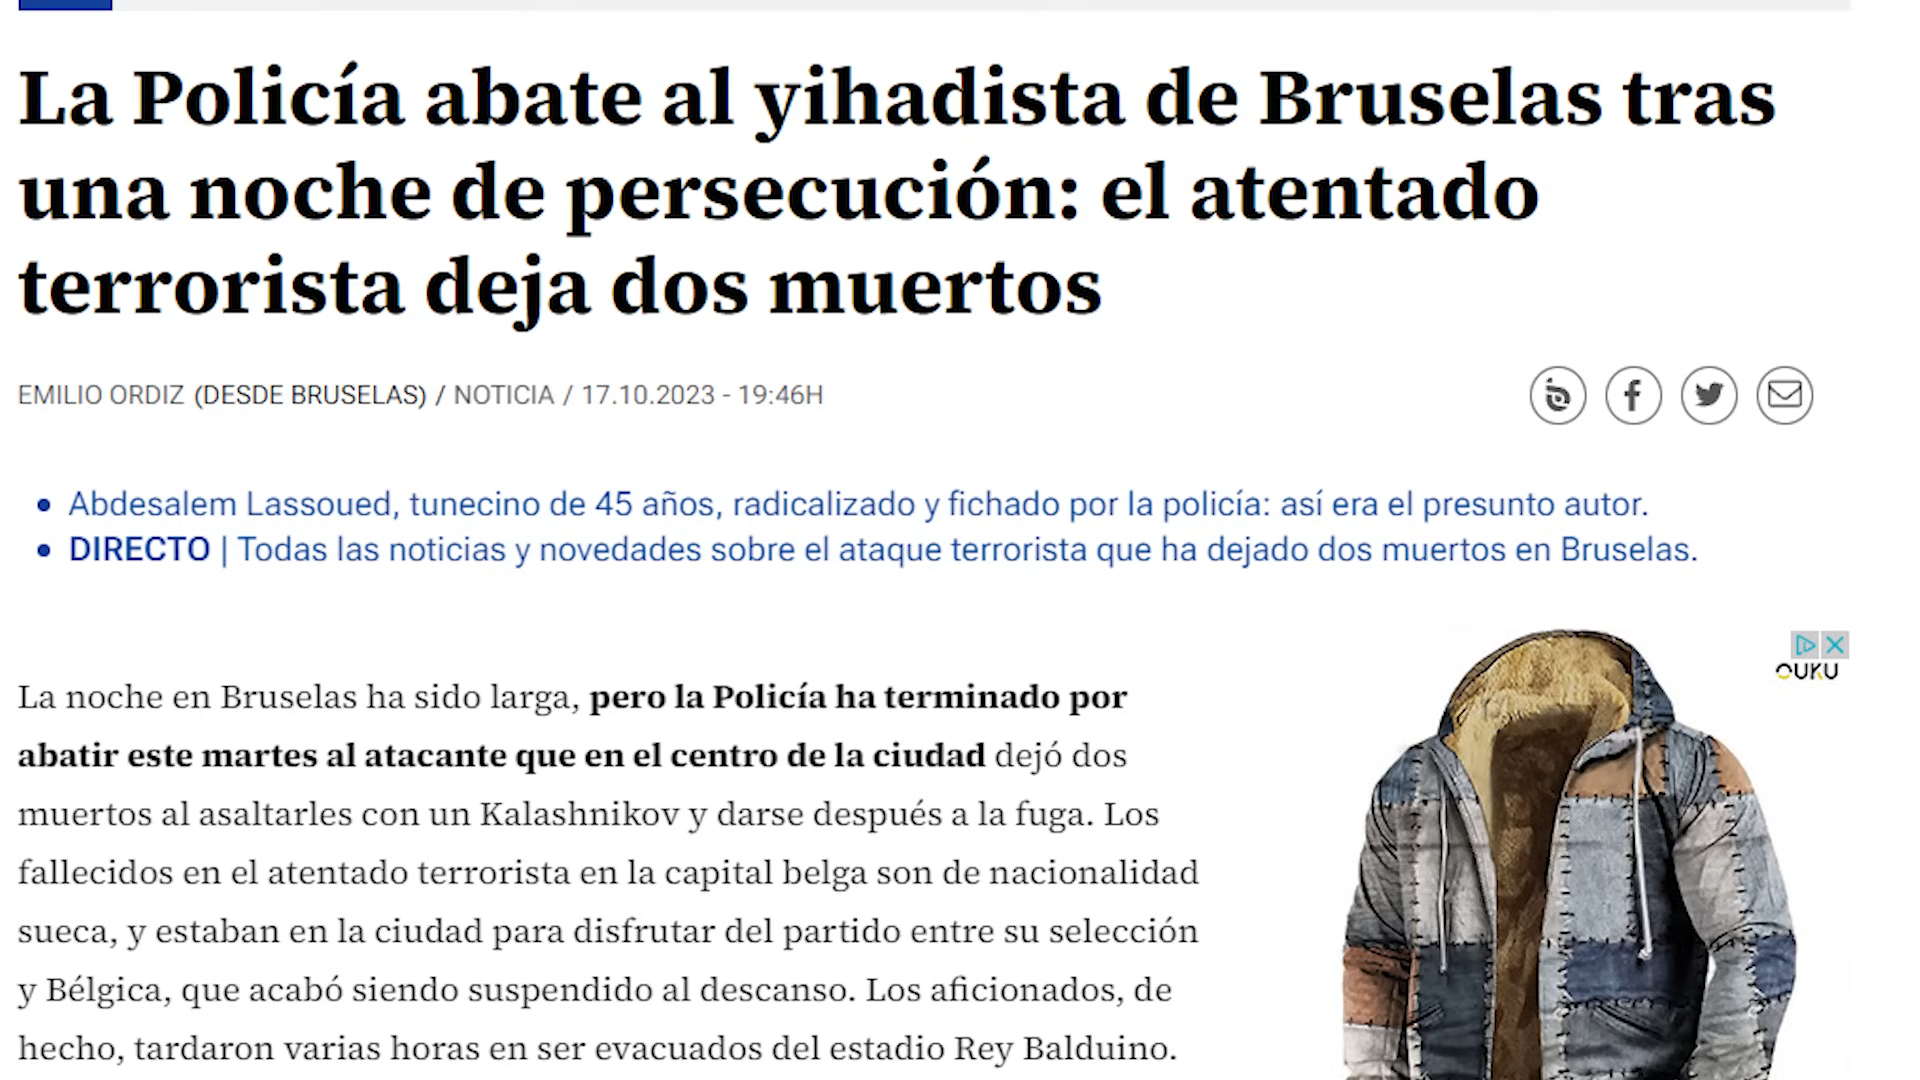 La Policía abate al yihadista de Bruselas tras
una noche de persecución: el atentado
terrorista deja dos muertos
EMILIO ORDIZ (DESDE BRUSELAS) / NOTICIA / 17.10.2023 - 19:46H
• Abdesalem Lassoued, tunecino de 45 años, radicalizado y fichado por la policía: así era el presunto autor.
• DIRECTO | Todas las noticias y novedades sobre el ataque terrorista que ha dejado dos muertos en Bruselas.
La noche en Bruselas ha sido larga, pero la Policía ha terminado por
abatir este martes al atacante que en el centro de la ciudad dejó dos
muertos al asaltarles con un Kalashnikov y darse después a la fuga. Los
fallecidos en el atentado terrorista en la capital belga son de nacionalidad
sueca, y estaban en la ciudad para disfrutar del partido entre su selección
y Bélgica, que acabó siendo suspendido al descanso. Los aficionados, de
hecho, tardaron varias horas en ser evacuados del estadio Rey Balduino.
OUKU